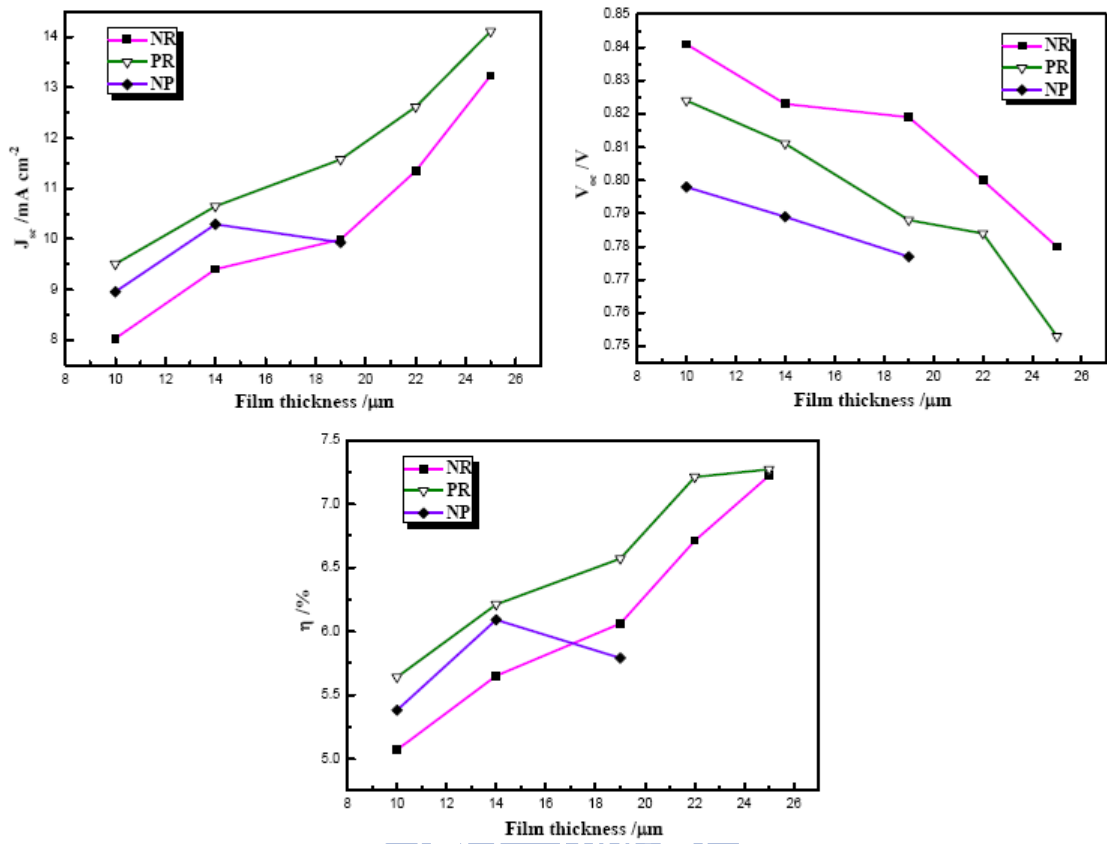 14
13
12
11
10
9
8
J_sc /mA cm^-2
NR
PR
NP
8 10 12 14 16 18 20 22 24 26
Film thickness /μm
0.85
0.84
0.83
0.82
0.81
0.80
0.79
0.78
0.77
0.76
0.75
V_oc /V
NR
PR
NP
8 10 12 14 16 18 20 22 24 26
Film thickness /μm
7.5
7.0
6.5
6.0
5.5
5.0
η /%
NR
PR
NP
8 10 12 14 16 18 20 22 24 26
Film thickness /μm